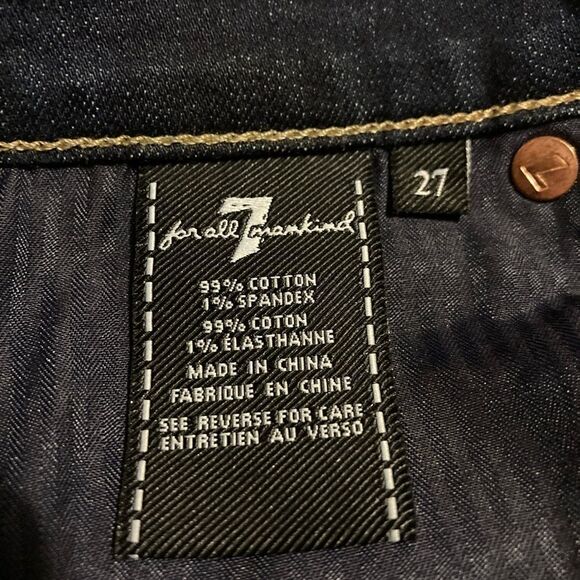 for all 7 mankind
27
7
99% COTTON
1% SPANDEX
99% COTON
1% ÉLASTHANNE
MADE IN CHINA
FABRIQUE EN CHINE
SEE REVERSE FOR CARE
ENTRETIEN AU VERSO